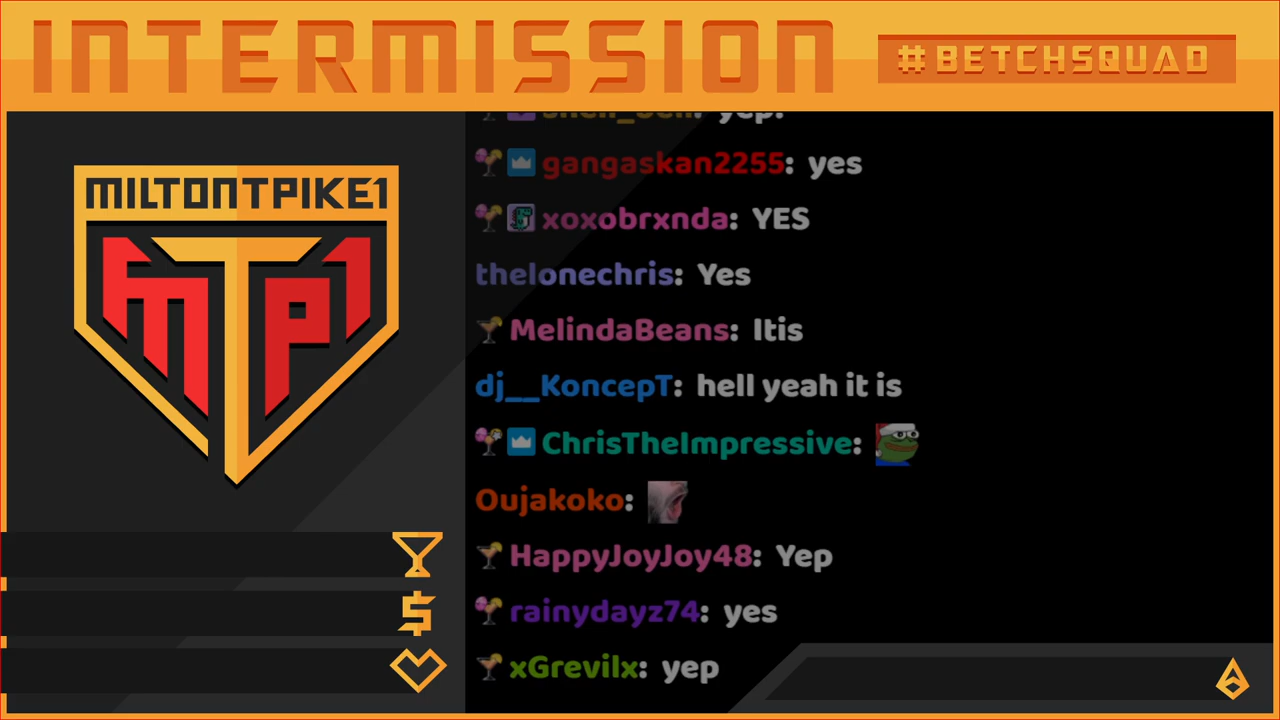 INTERMISSION
#BETCHSQUAD
MILTONTPIKE1
MTP1
yep.
gangaskan2255: yes
xoxobrxnda: YES
thelonechris: Yes
MelindaBeans: Itis
dj__KoncepT: hell yeah it is
ChrisTheImpressive:
Oujakoko:
HappyJoyJoy48: Yep
rainydayz74: yes
xGrevilx: yep
$